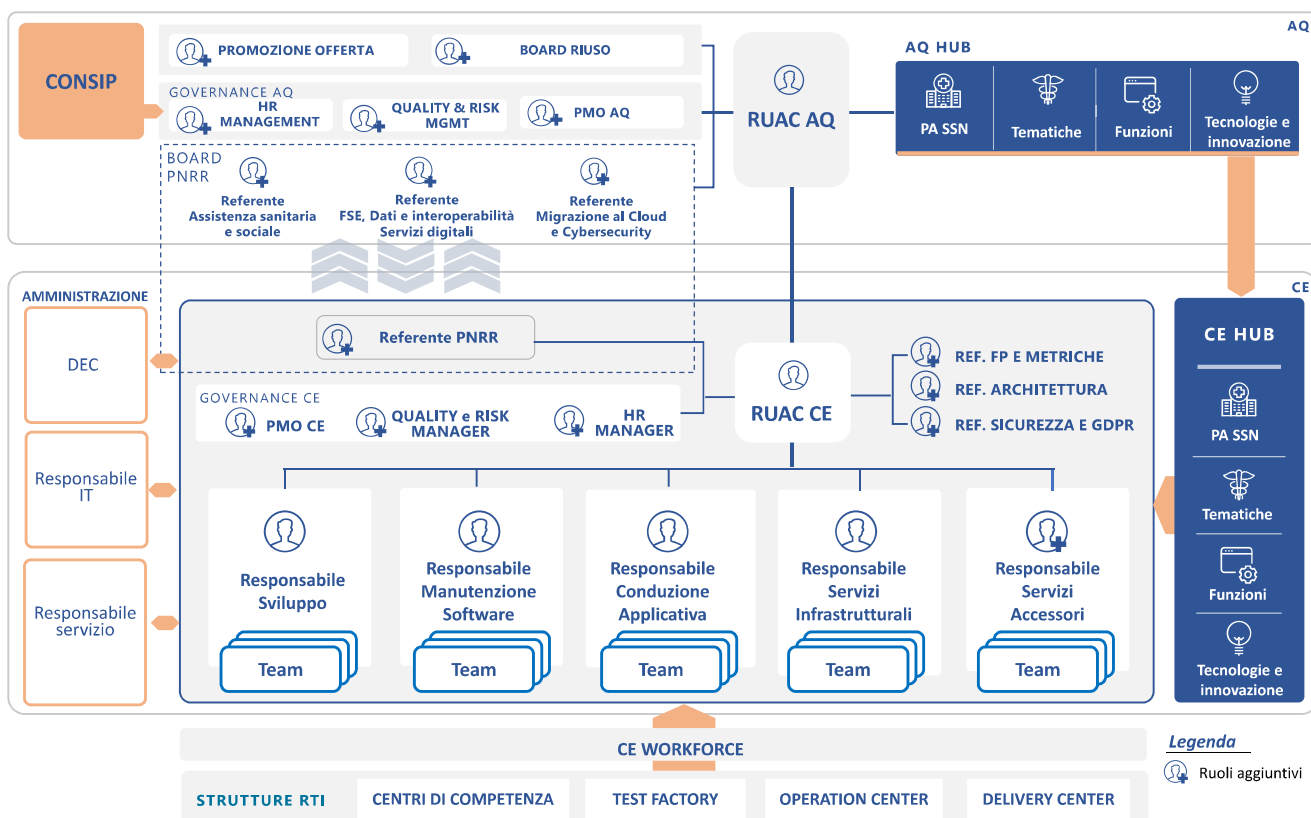 AQ
CONSIP
PROMOZIONE OFFERTA
BOARD RIUSO
GOVERNANCE AQ
HR
MANAGEMENT
QUALITY & RISK
MGMT
PMO AQ
RUAC AQ
AQ HUB
PA SSN
Tematiche
Funzioni
Tecnologie e
innovazione
BOARD
PNRR
Referente
Assistenza sanitaria
e sociale
Referente
FSE, Dati e interoperabilità
Servizi digitali
Referente
Migrazione al Cloud
e Cybersecurity
CE
AMMINISTRAZIONE
DEC
Responsabile
IT
Responsabile
servizio
Referente PNRR
GOVERNANCE CE
PMO CE
QUALITY e RISK
MANAGER
HR
MANAGER
RUAC CE
REF. FP E METRICHE
REF. ARCHITETTURA
REF. SICUREZZA E GDPR
Responsabile
Sviluppo
Team
Responsabile
Manutenzione
Software
Team
Responsabile
Conduzione
Applicativa
Team
Responsabile
Servizi
Infrastrutturali
Team
Responsabile
Servizi
Accessori
Team
CE HUB
PA SSN
Tematiche
Funzioni
Tecnologie e
innovazione
CE WORKFORCE
STRUTTURE RTI
CENTRI DI COMPETENZA
TEST FACTORY
OPERATION CENTER
DELIVERY CENTER
Legenda
Ruoli aggiuntivi